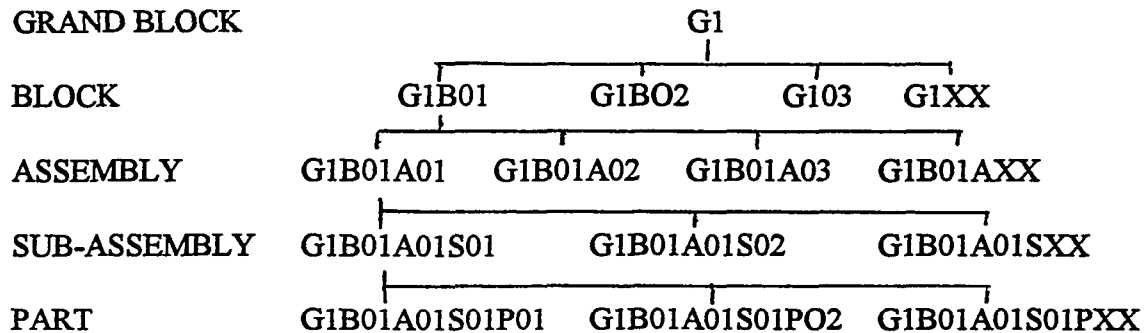 GRAND BLOCK G1
BLOCK G1B01 G1BO2 G103 G1XX
ASSEMBLY G1B01A01 G1B01A02 G1B01A03 G1B01AXX
SUB-ASSEMBLY G1B01A01S01 G1B01A01S02 G1B01A01SXX
PART G1B01A01S01P01 G1B01A01S01PO2 G1B01A01S01PXX